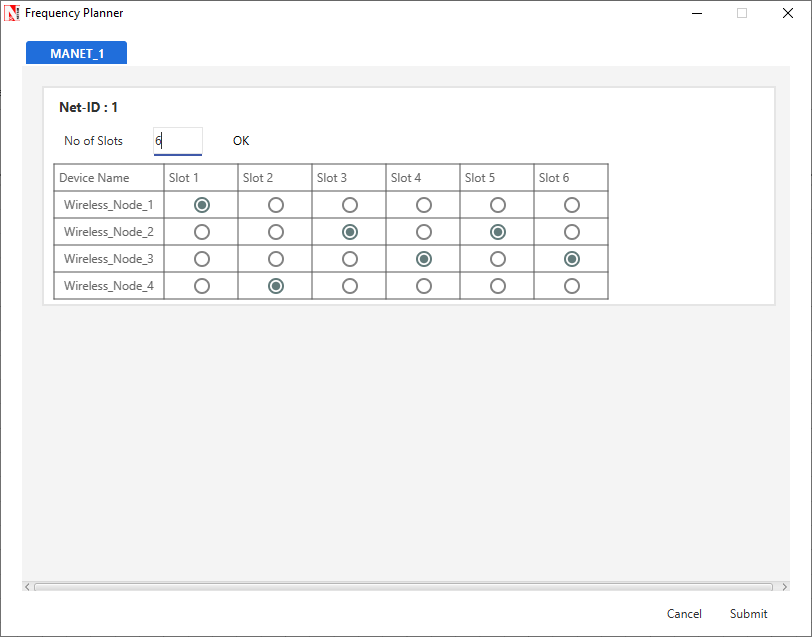 Frequency Planner
MANET_1
Net-ID : 1
No of Slots 6 OK
Device Name Slot 1 Slot 2 Slot 3 Slot 4 Slot 5 Slot 6
Wireless_Node_1
Wireless_Node_2
Wireless_Node_3
Wireless_Node_4
Cancel Submit